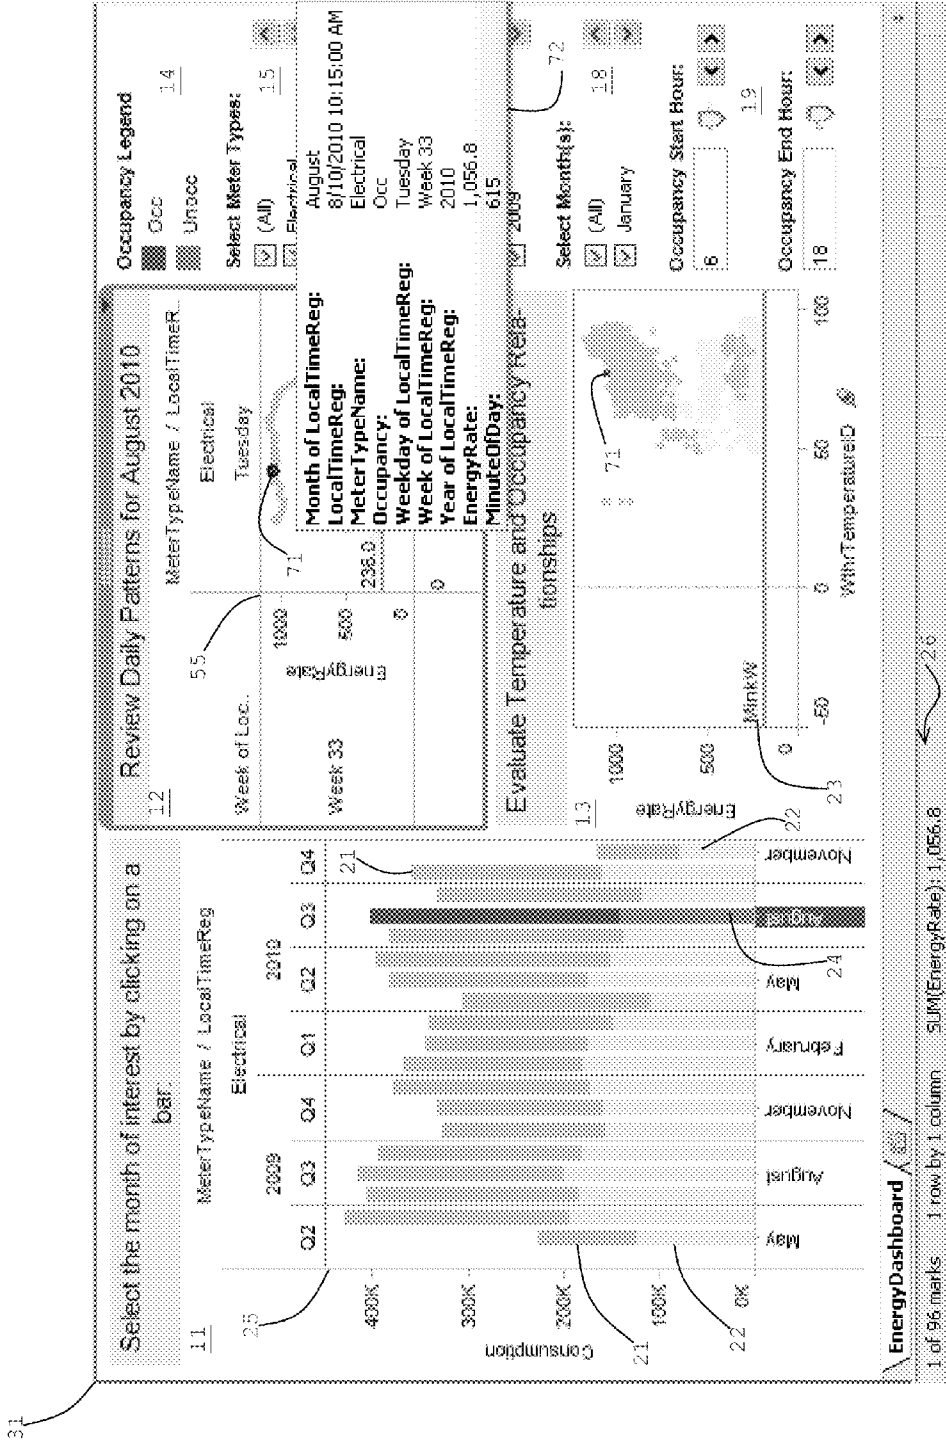 31
Select the month of interest by clicking on a
bar.
11
MeterTypeName / LocalTimeReg
Electrical
25
2009
2010
Q2
Q3
Q4
Q1
Q2
Q3
Q4
21
Consumption
400K
300K
200K
100K
0K
21
22
24
22
May
August
November
February
May
August
November
Review Daily Patterns for August 2010
12
MeterTypeName / LocalTimeR..
Electrical
Tuesday
55
Week of Loc..
Week 33
EnergyRate
1000
500
0
71
236.0
0
Month of LocalTimeReg: August
LocalTimeReg: 8/10/2010 10:15:00 AM
MeterTypeName: Electrical
Occupancy: Occ
Weekday of LocalTimeReg: Tuesday
Week of LocalTimeReg: Week 33
Year of LocalTimeReg: 2010
EnergyRate: 1,056.8
MinuteOfDay: 615
72
Evaluate Temperature and Occupancy Rela-
tionships
13
EnergyRate
1000
500
0
71
MinkW
23
-50
0
50
100
WthrTemperatureID
Occupancy Legend
Occ
Unocc
14
Select Meter Types:
15
(All)
Electrical
2009
Select Month(s):
(All)
January
18
Occupancy Start Hour:
6
19
Occupancy End Hour:
18
EnergyDashboard
1 of 96 marks 1 row by 1 column SUM(EnergyRate): 1,056.8
26